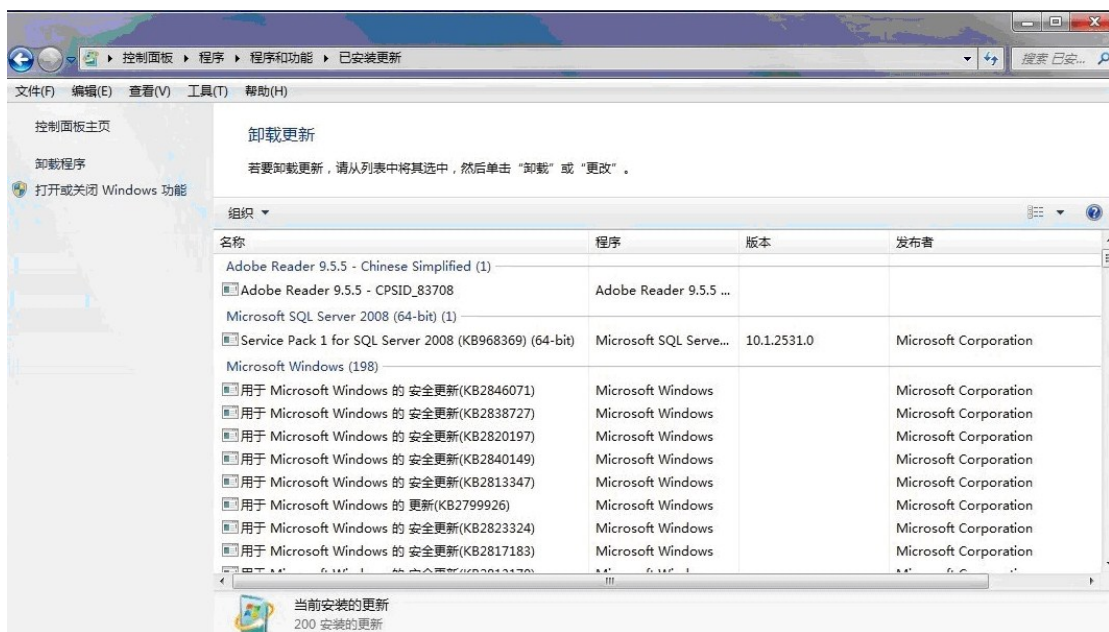 控制面板 ▸ 程序 ▸ 程序和功能 ▸ 已安装更新
搜索 已安...
文件(F) 编辑(E) 查看(V) 工具(T) 帮助(H)
控制面板主页
卸载程序
打开或关闭 Windows 功能
卸载更新
若要卸载更新，请从列表中将其选中，然后单击“卸载”或“更改”。
组织
名称 程序 版本 发布者
Adobe Reader 9.5.5 - Chinese Simplified (1)
Adobe Reader 9.5.5 - CPSID_83708 Adobe Reader 9.5.5 ...
Microsoft SQL Server 2008 (64-bit) (1)
Service Pack 1 for SQL Server 2008 (KB968369) (64-bit) Microsoft SQL Serve... 10.1.2531.0 Microsoft Corporation
Microsoft Windows (198)
用于 Microsoft Windows 的 安全更新(KB2846071) Microsoft Windows Microsoft Corporation
用于 Microsoft Windows 的 安全更新(KB2838727) Microsoft Windows Microsoft Corporation
用于 Microsoft Windows 的 安全更新(KB2820197) Microsoft Windows Microsoft Corporation
用于 Microsoft Windows 的 安全更新(KB2840149) Microsoft Windows Microsoft Corporation
用于 Microsoft Windows 的 安全更新(KB2813347) Microsoft Windows Microsoft Corporation
用于 Microsoft Windows 的 更新(KB2799926) Microsoft Windows Microsoft Corporation
用于 Microsoft Windows 的 安全更新(KB2823324) Microsoft Windows Microsoft Corporation
用于 Microsoft Windows 的 安全更新(KB2817183) Microsoft Windows Microsoft Corporation
当前安装的更新
200 安装的更新